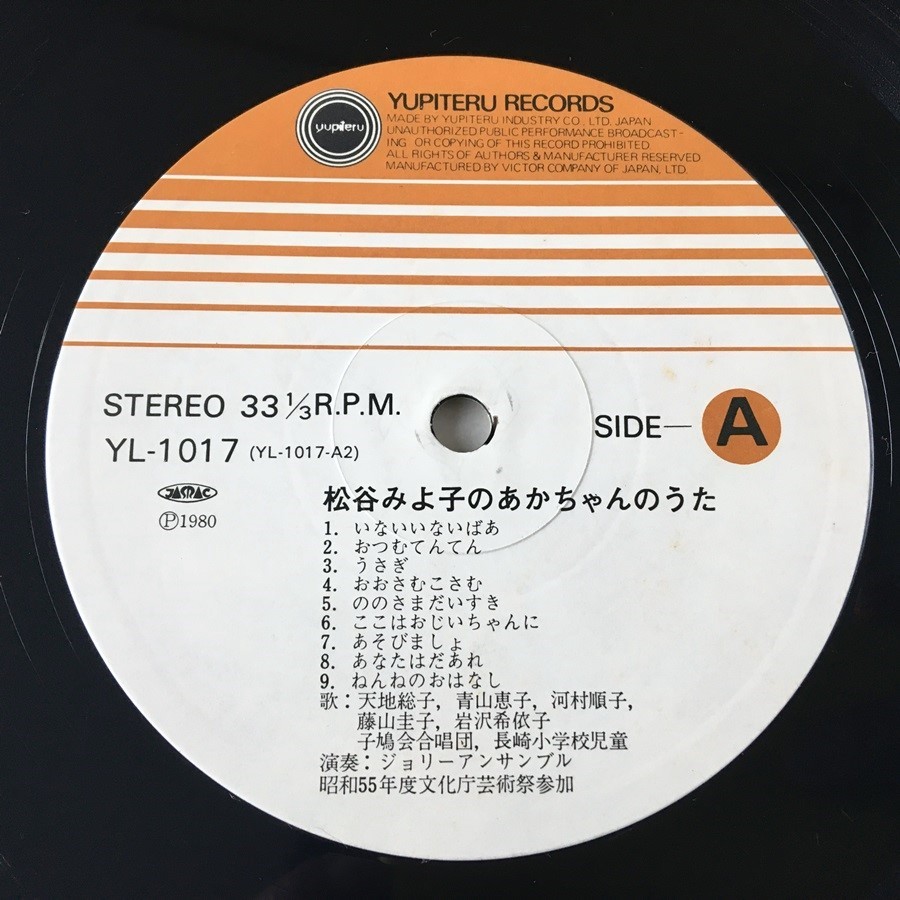 yupiteru
YUPITERU RECORDS
MADE BY YUPITERU INDUSTRY CO., LTD. JAPAN
UNAUTHORIZED PUBLIC PERFORMANCE BROADCAST-
ING OR COPYING OF THIS RECORD PROHIBITED
ALL RIGHTS OF AUTHORS & MANUFACTURER RESERVED
MANUFACTURED BY VICTOR COMPANY OF JAPAN, LTD.
STEREO 33 1/3 R.P.M.
SIDE— A
YL-1017 (YL-1017-A2)
JASRAC
Ⓟ1980
松谷みよ子のあかちゃんのうた
1. いないいないばあ
2. おつむてんてん
3. うさぎ
4. おおさむこさむ
5. ののさまだいすき
6. ここはおじいちゃんに
7. あそびましょ
8. あなたはだあれ
9. ねんねのおはなし
歌：天地総子，青山恵子，河村順子，
藤山圭子，岩沢希依子
子鳩会合唱団，長崎小学校児童
演奏：ジョリーアンサンブル
昭和55年度文化庁芸術祭参加